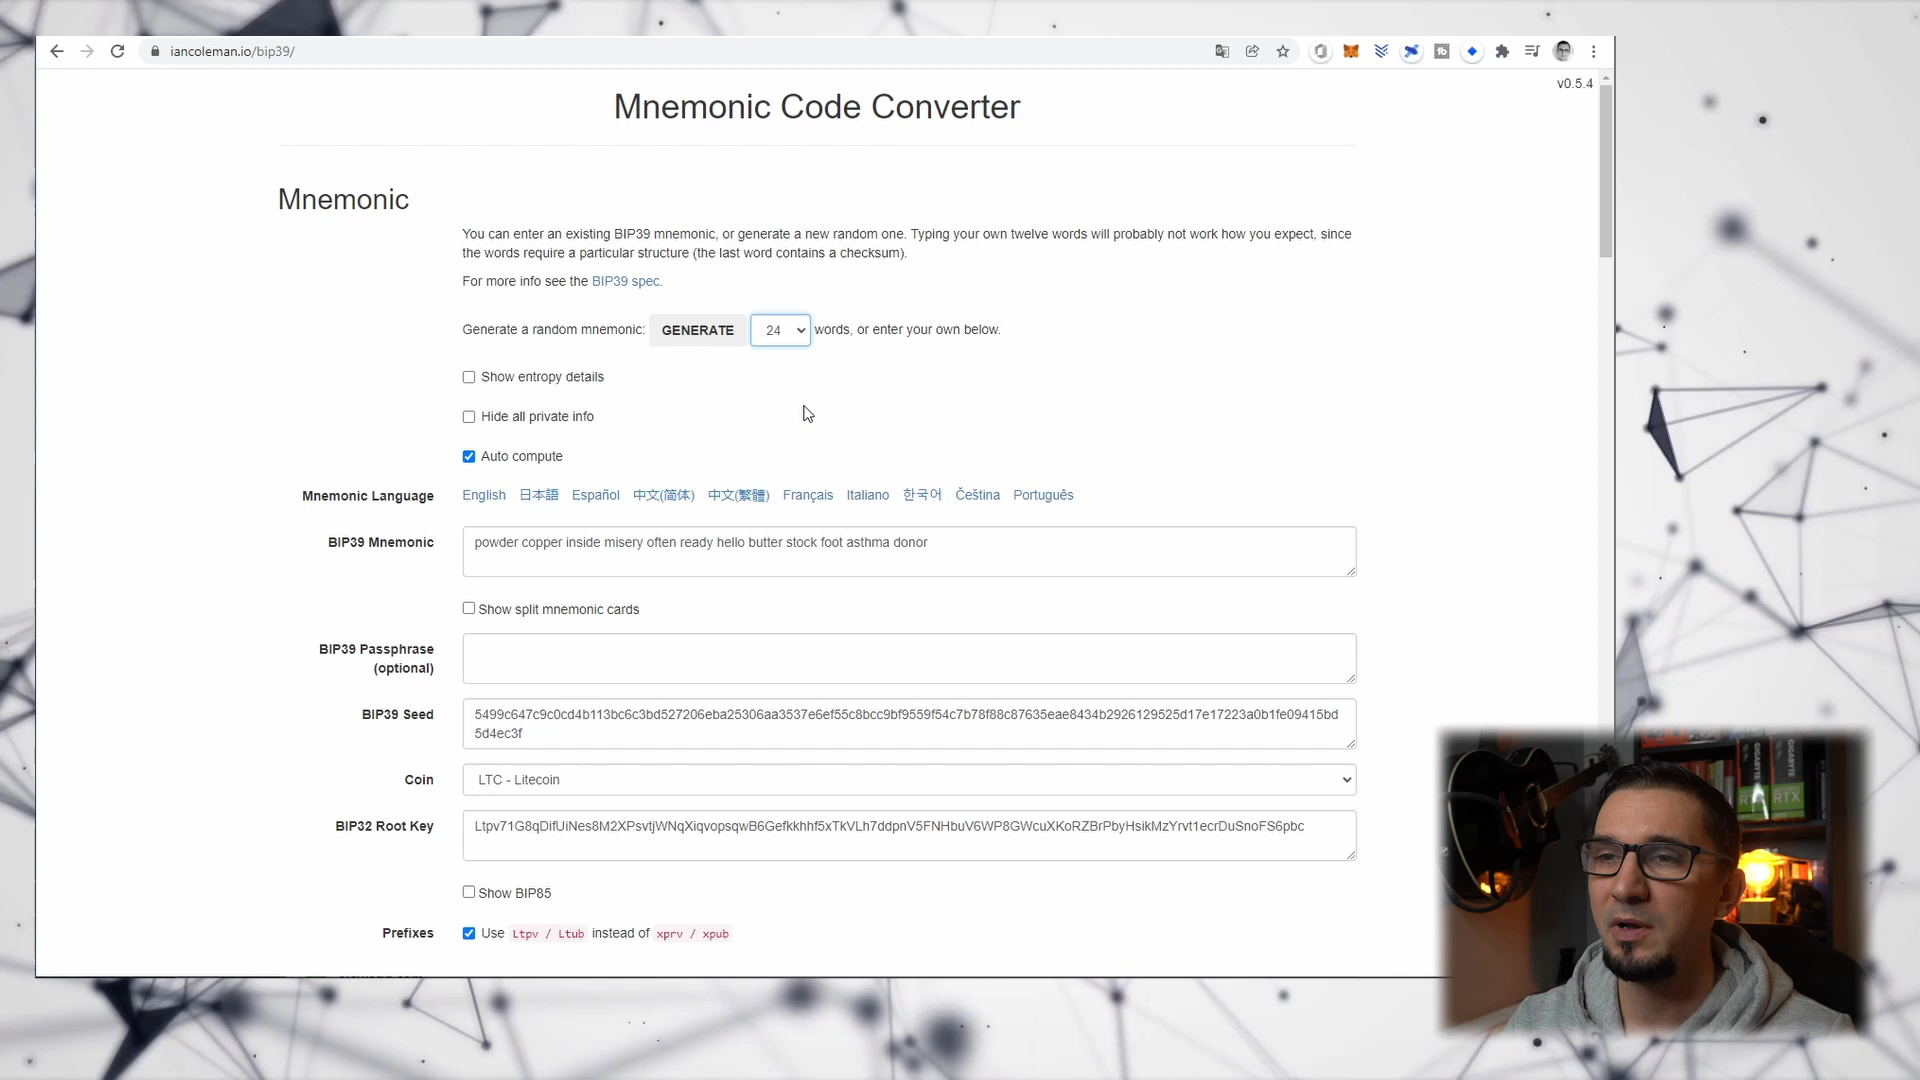 iancoleman.io/bip39/
v0.5.4
Mnemonic Code Converter
Mnemonic
You can enter an existing BIP39 mnemonic, or generate a new random one. Typing your own twelve words will probably not work how you expect, since
the words require a particular structure (the last word contains a checksum).
For more info see the BIP39 spec.
Generate a random mnemonic: GENERATE 24 words, or enter your own below.
Show entropy details
Hide all private info
Auto compute
Mnemonic Language English 日本語 Español 中文(简体) 中文(繁體) Français Italiano 한국어 Čeština Português
BIP39 Mnemonic powder copper inside misery often ready hello butter stock foot asthma donor
Show split mnemonic cards
BIP39 Passphrase
(optional)
BIP39 Seed 5499c647c9c0cd4b113bc6c3bd527206eba25306aa3537e6ef55c8bcc9bf9559f54c7b78f88c87635eae8434b2926129525d17e17223a0b1fe09415bd
5d4ec3f
Coin LTC - Litecoin
BIP32 Root Key Ltpv71G8qDifUiNes8M2XPsvtjWNqXiqvopsqwB6Gefkkhhf5xTkVLh7ddpnV5FNHbuV6WP8GWcuXKoRZBrPbyHsikMzYrvt1ecrDuSnoFS6pbc
Show BIP85
Prefixes Use Ltpv / Ltub instead of xprv / xpub
GIGABYTE
GIGABYTE
RTX